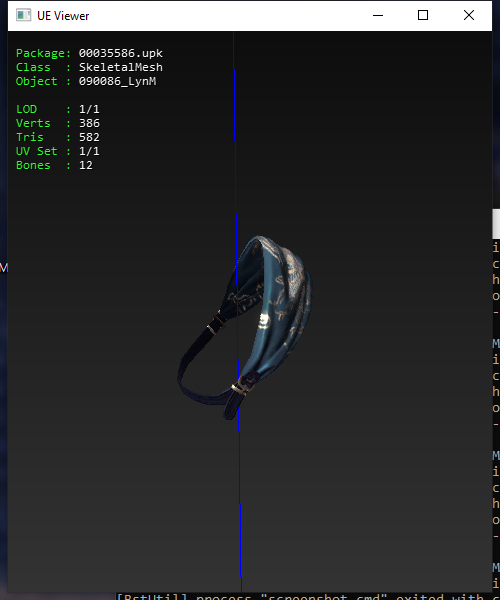 UE Viewer
Package: 00035586.upk
Class : SkeletalMesh
Object : 090086_LynM
LOD : 1/1
Verts : 386
Tris : 582
UV Set : 1/1
Bones : 12
M
i
c
h
o
-
M
i
c
h
o
-
M
i
c
h
o
-
M
i
[BstUtil] process "screenshot.cmd" exited with c